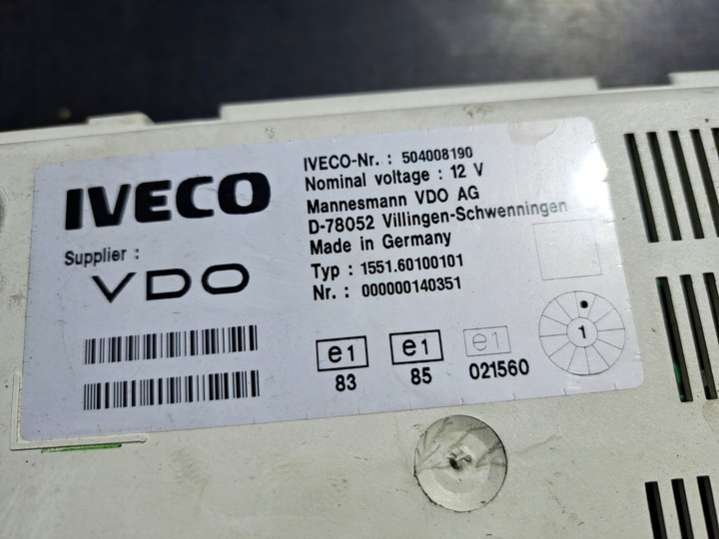 IVECO
Supplier :
VDO
IVECO-Nr. : 504008190
Nominal voltage : 12 V
Mannesmann VDO AG
D-78052 Villingen-Schwenningen
Made in Germany
Typ : 1551.60100101
Nr. : 000000140351
e1 e1 e1
83 85 021560
1